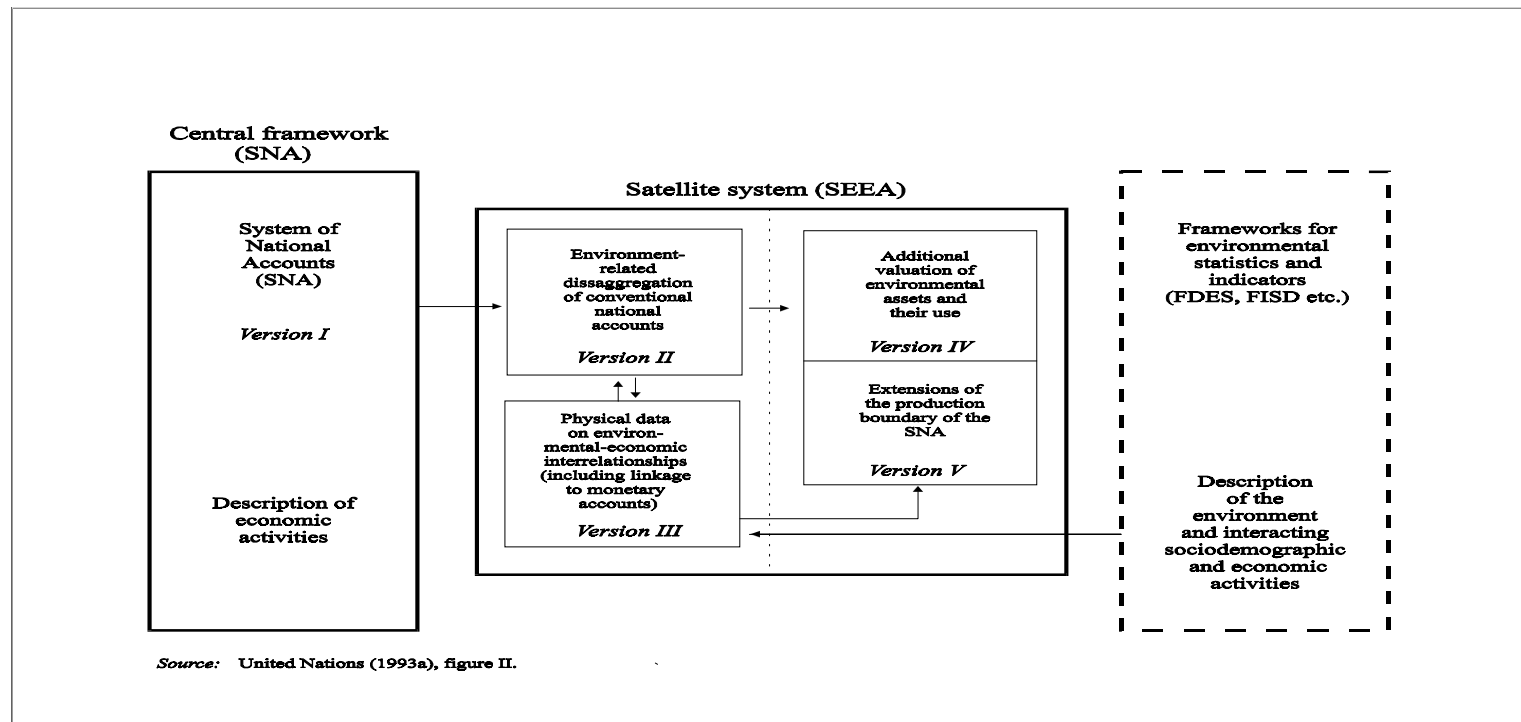 Central framework
(SNA)
System of
National
Accounts
(SNA)
Version I
Description of
economic
activities
Satellite system (SEEA)
Environment-
related
dissaggregation
of conventional
national
accounts
Version II
Physical data
on environ-
mental-economic
interrelationships
(including linkage
to monetary
accounts)
Version III
Additional
valuation of
environmental
assets and
their use
Version IV
Extensions of
the production
boundary of the
SNA
Version V
Frameworks for
environmental
statistics and
indicators
(FDES, FISD etc.)
Description
of the
environment
and interacting
sociodemographic
and economic
activities
Source: United Nations (1993a), figure II.